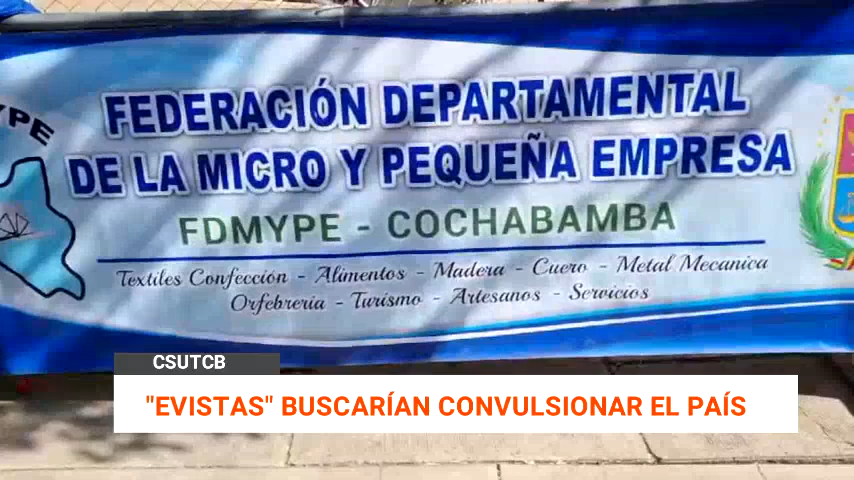 YPE
FEDERACIÓN DEPARTAMENTAL
DE LA MICRO Y PEQUEÑA EMPRESA
FDMYPE - COCHABAMBA
Textiles Confección - Alimentos - Madera - Cuero - Metal Mecanica
Orfebreria - Turismo - Artesanos - Servicios
CSUTCB
"EVISTAS" BUSCARÍAN CONVULSIONAR EL PAÍS